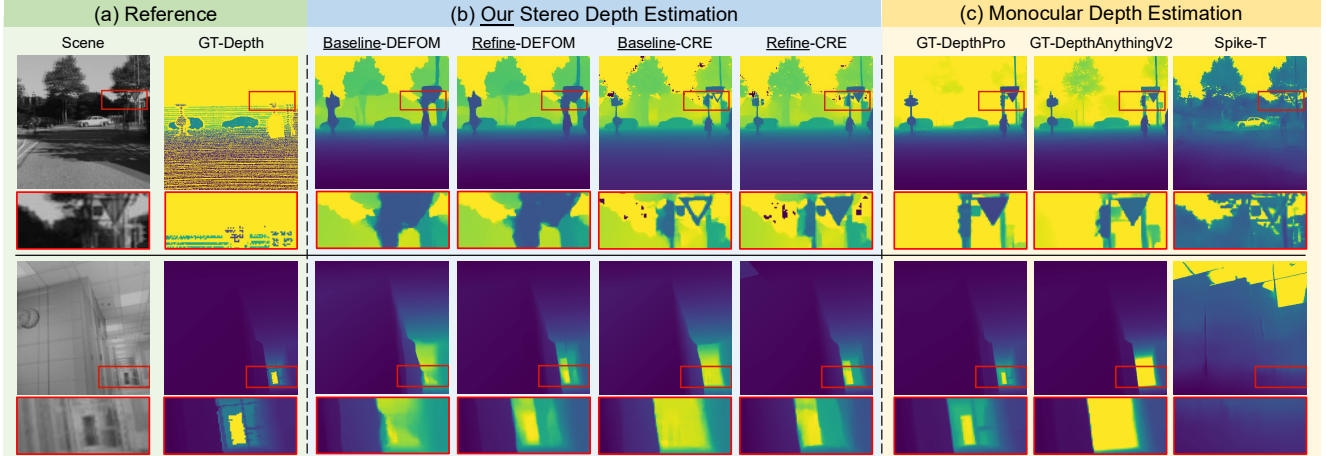 (a) Reference
(b) Our Stereo Depth Estimation
(c) Monocular Depth Estimation
Scene
GT-Depth
Baseline-DEFOM
Refine-DEFOM
Baseline-CRE
Refine-CRE
GT-DepthPro
GT-DepthAnythingV2
Spike-T